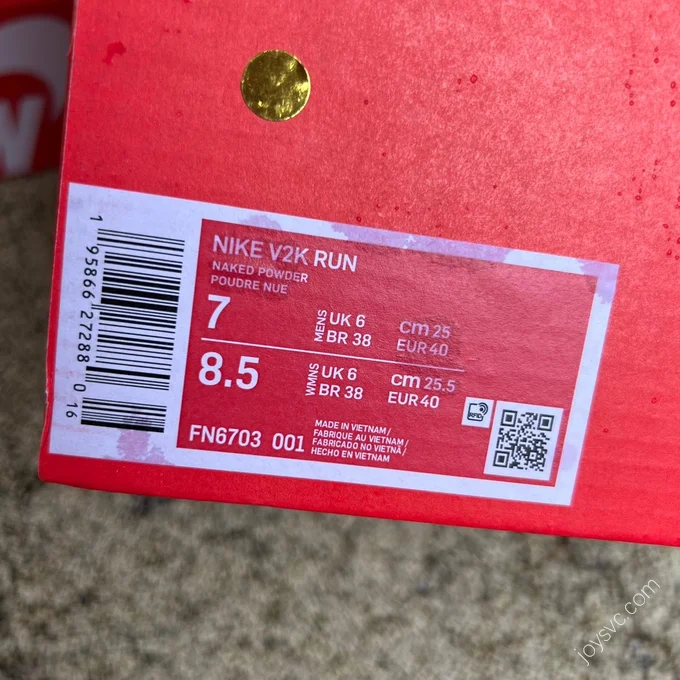 W
1 95866 27288 0 16
NIKE V2K RUN
NAKED POWDER
POUDRE NUE
7 MENS UK 6 cm 25
BR 38 EUR 40
8.5 WMNS UK 6 cm 25.5
BR 38 EUR 40
RFID
FN6703 001
MADE IN VIETNAM/
FABRIQUE AU VIETNAM/
FABRICADO NO VIETNÃ/
HECHO EN VIETNAM
joysvc.com